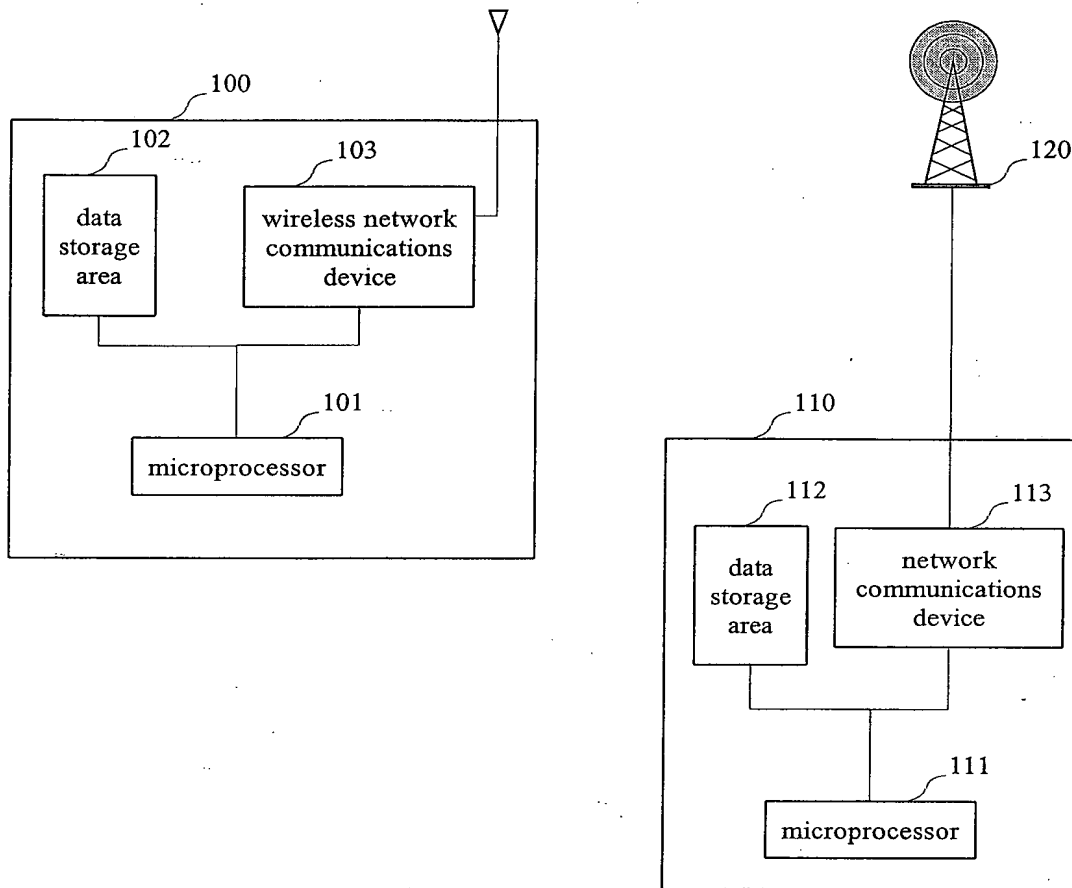 100
102
103
data
storage
area
wireless network
communications
device
101
microprocessor
120
110
112
113
data
storage
area
network
communications
device
111
microprocessor